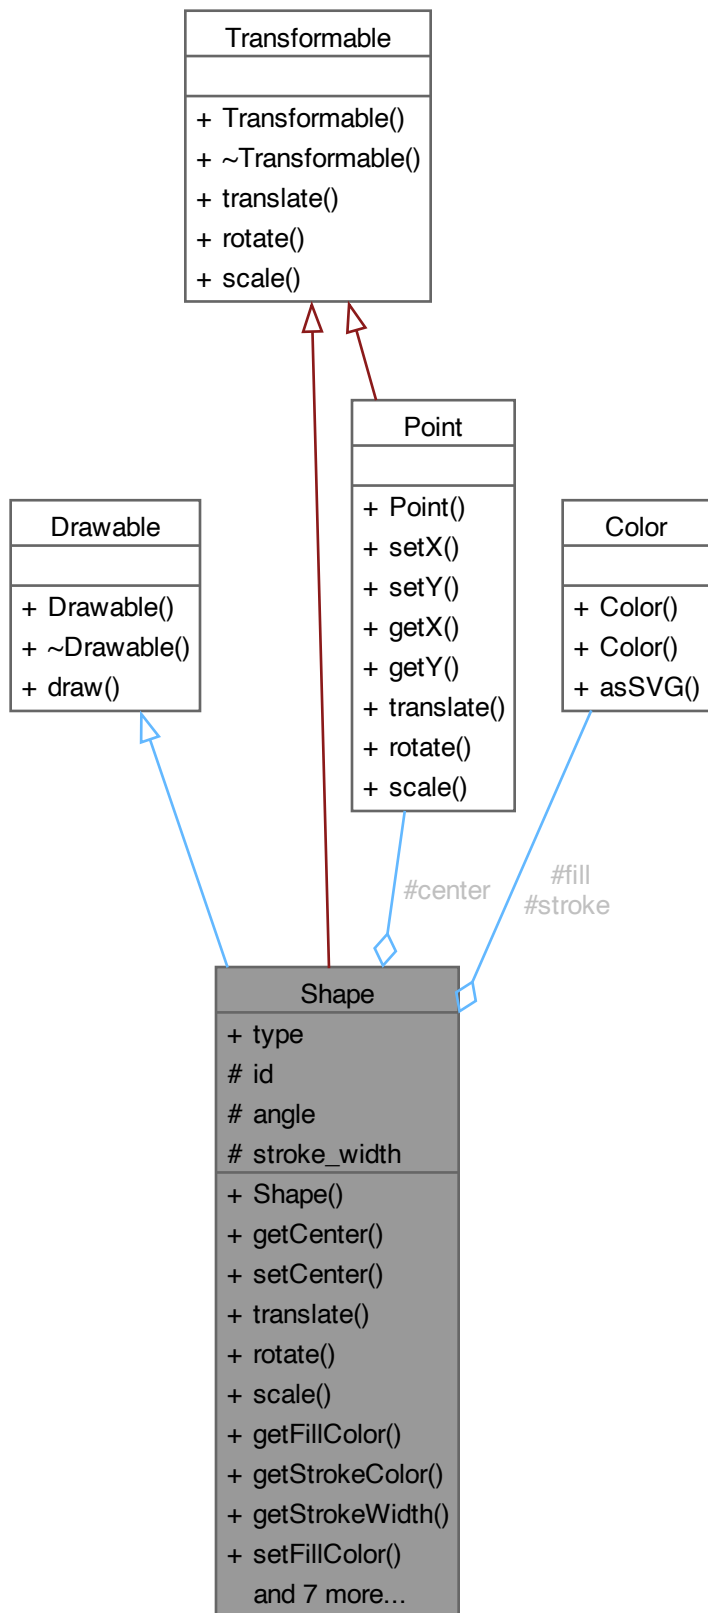 Transformable
+ Transformable()
+ ~Transformable()
+ translate()
+ rotate()
+ scale()
Point
+ Point()
+ setX()
+ setY()
+ getX()
+ getY()
+ translate()
+ rotate()
+ scale()
Drawable
+ Drawable()
+ ~Drawable()
+ draw()
Color
+ Color()
+ Color()
+ asSVG()
#center
#fill
#stroke
Shape
+ type
# id
# angle
# stroke_width
+ Shape()
+ getCenter()
+ setCenter()
+ translate()
+ rotate()
+ scale()
+ getFillColor()
+ getStrokeColor()
+ getStrokeWidth()
+ setFillColor()
and 7 more...